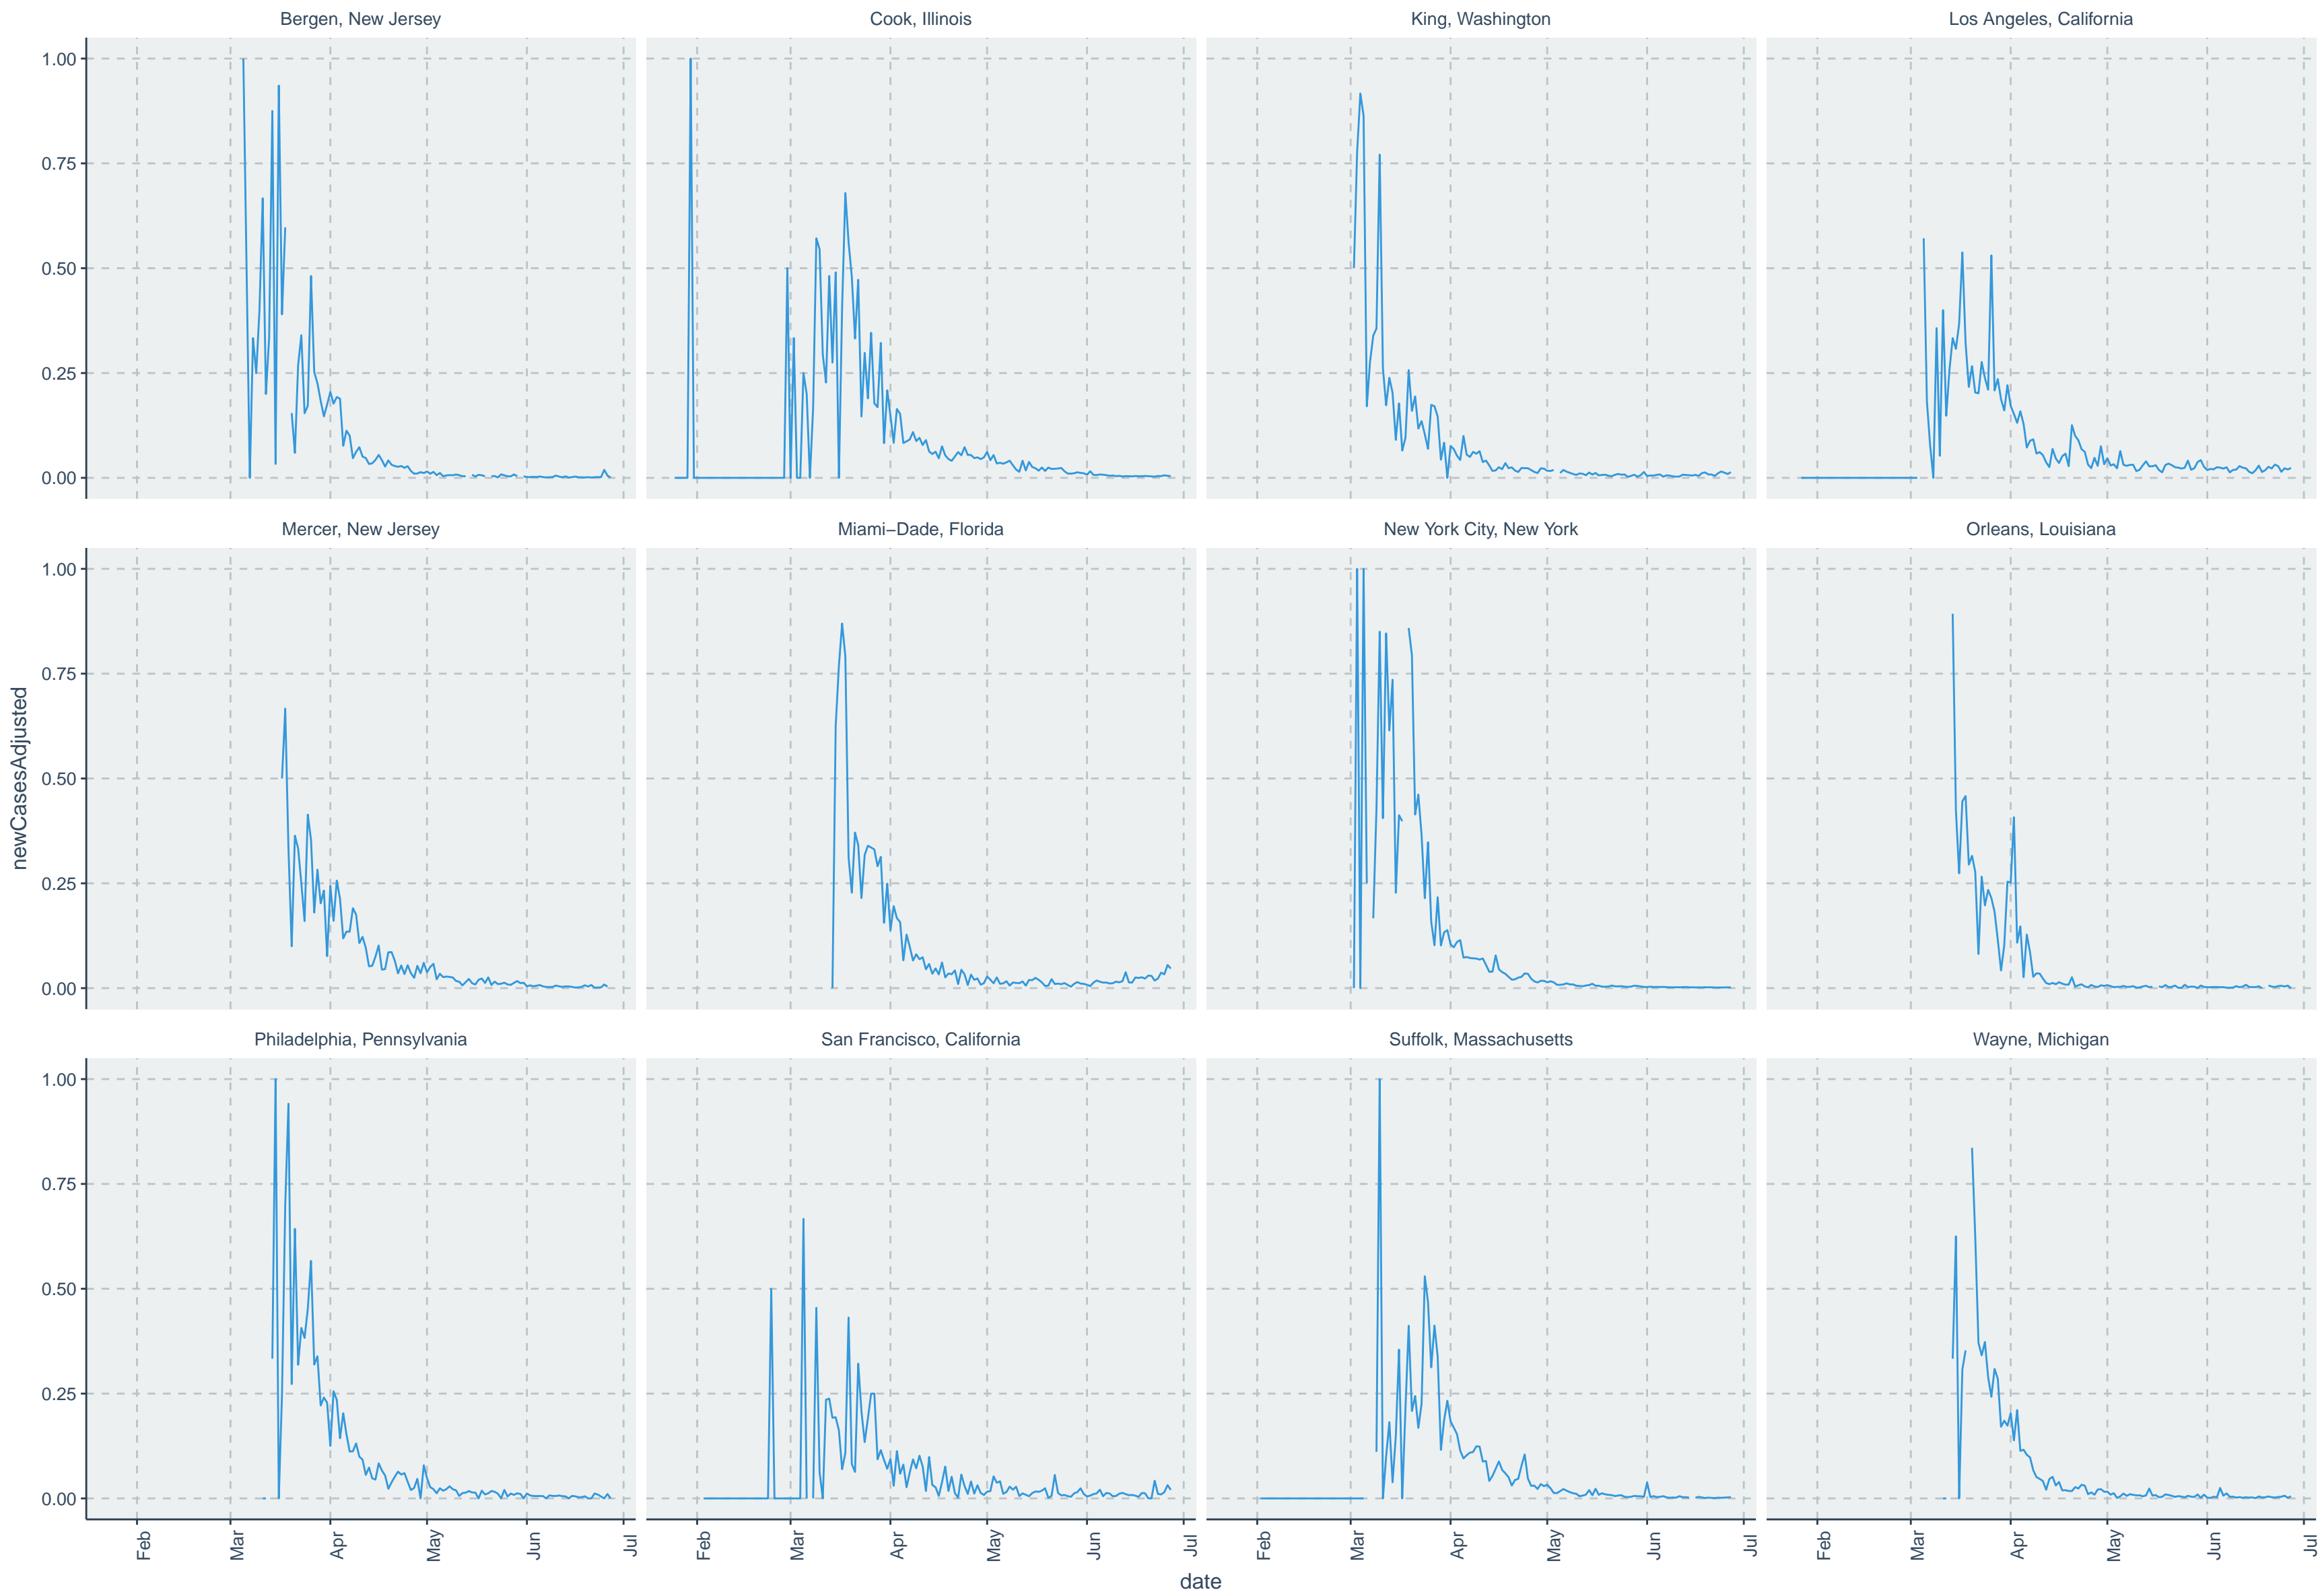 Bergen, New Jersey
Cook, Illinois
King, Washington
Los Angeles, California
1.00
0.75
0.50
0.25
0.00
Mercer, New Jersey
Miami−Dade, Florida
New York City, New York
Orleans, Louisiana
1.00
0.75
0.50
0.25
0.00
newCasesAdjusted
Philadelphia, Pennsylvania
San Francisco, California
Suffolk, Massachusetts
Wayne, Michigan
1.00
0.75
0.50
0.25
0.00
Feb
Mar
Apr
May
Jun
Jul
Feb
Mar
Apr
May
Jun
Jul
Feb
Mar
Apr
May
Jun
Jul
Feb
Mar
Apr
May
Jun
Jul
date